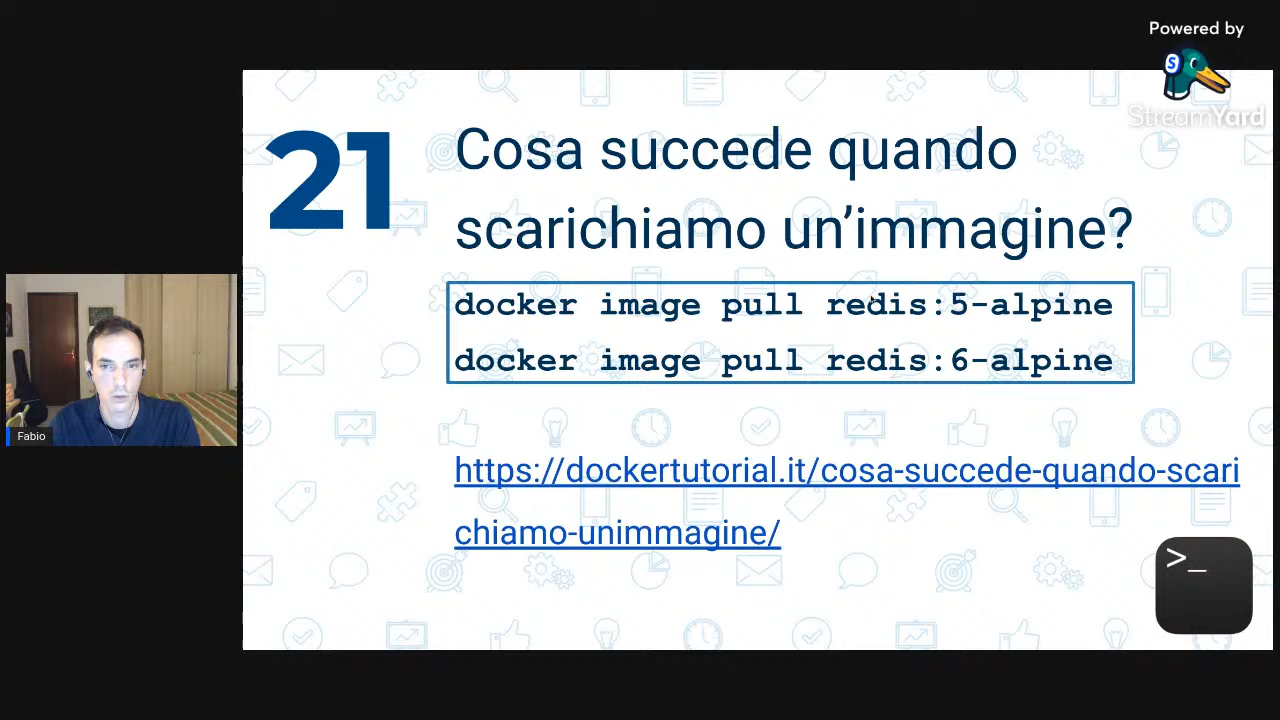 Powered by
StreamYard
21
Cosa succede quando
scarichiamo un’immagine?
docker image pull redis:5-alpine
docker image pull redis:6-alpine
https://dockertutorial.it/cosa-succede-quando-scari
chiamo-unimmagine/
>_
Fabio